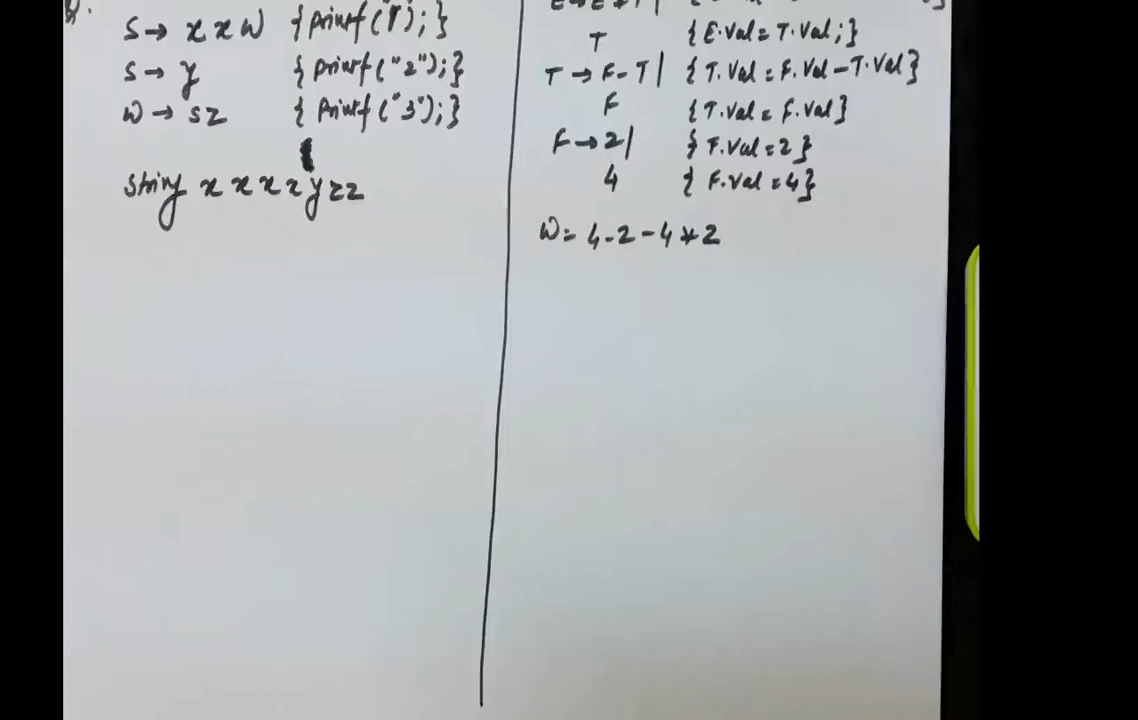 S → x x W { printf("1"); }
S → y { printf("2"); }
W → SZ { printf("3"); }
String x x x x y z z
E → E * T |
T { E.Val = T.Val; }
T → F - T | { T.Val = F.Val - T.Val }
F { T.Val = F.Val }
F → 2 | { F.Val = 2 }
4 { F.Val = 4 }
W = 4 - 2 - 4 * 2